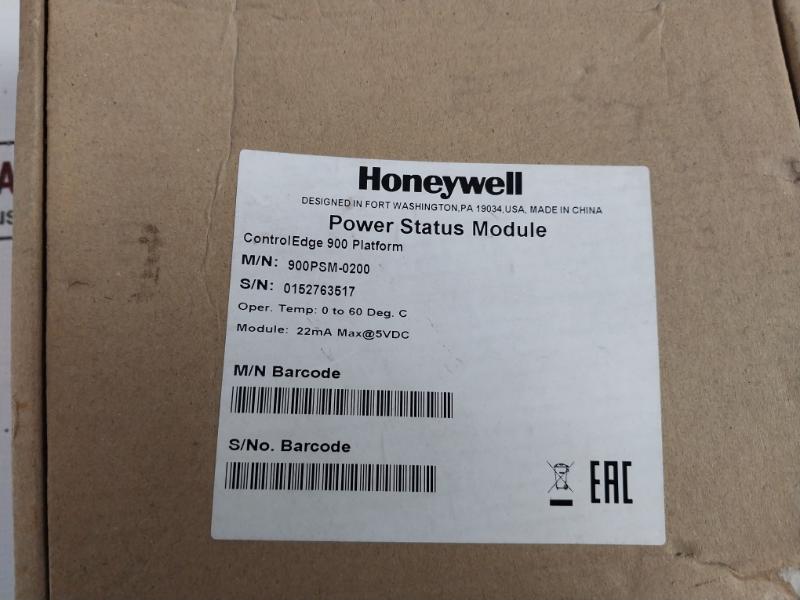 Honeywell
DESIGNED IN FORT WASHINGTON,PA 19034,USA, MADE IN CHINA
Power Status Module
ControlEdge 900 Platform
M/N: 900PSM-0200
S/N: 0152763517
Oper. Temp: 0 to 60 Deg. C
Module: 22mA Max@5VDC
M/N Barcode
S/No. Barcode
EAC